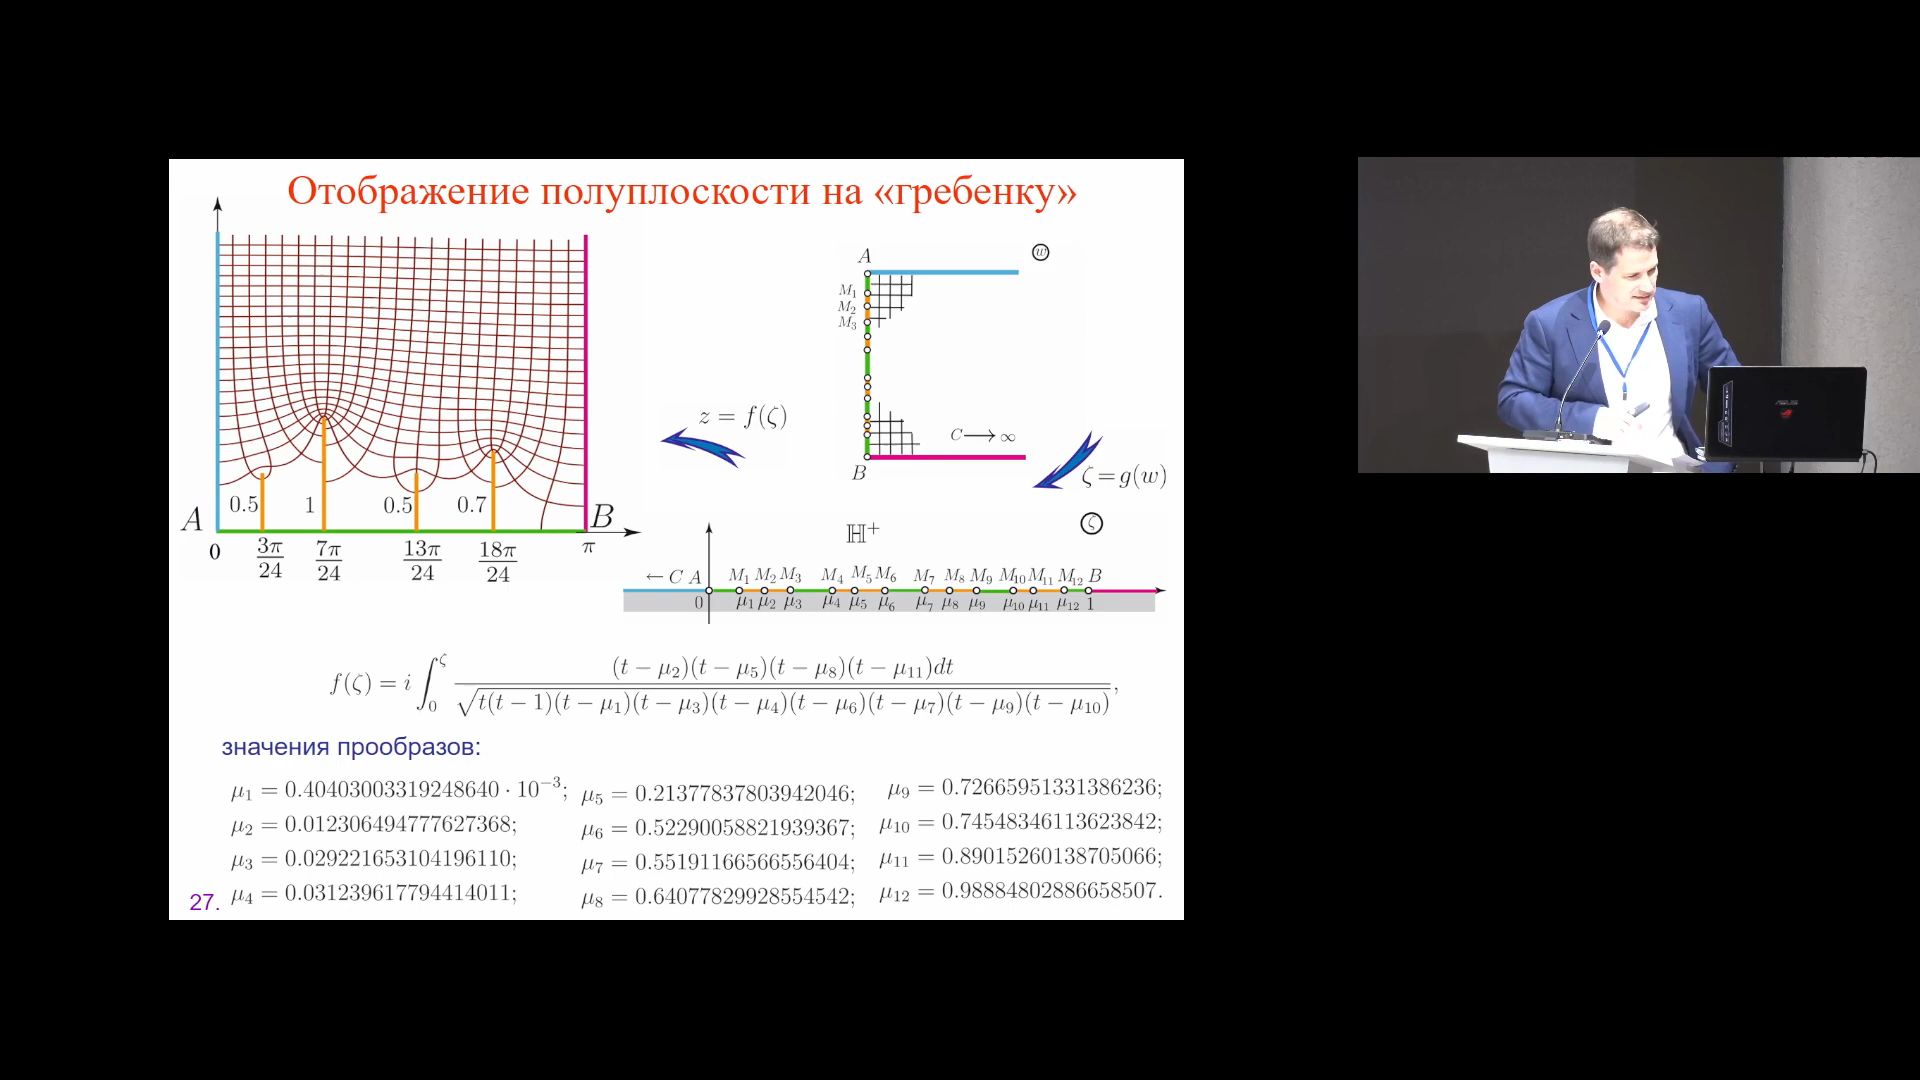 Отображение полуплоскости на «гребенку»
0.5
1
0.5
0.7
A
B
0
3π/24
7π/24
13π/24
18π/24
π
z = f(ζ)
w
A
M₁
M₂
M₃
C ⟶ ∞
B
ζ = g(w)
ℍ⁺
ζ
← C A M₁ M₂ M₃ M₄ M₅ M₆ M₇ M₈ M₉ M₁₀ M₁₁ M₁₂ B
0 μ₁ μ₂ μ₃ μ₄ μ₅ μ₆ μ₇ μ₈ μ₉ μ₁₀ μ₁₁ μ₁₂ 1
f(ζ) = i ∫₀^ζ (t − μ₂)(t − μ₅)(t − μ₈)(t − μ₁₁)dt / √(t(t − 1)(t − μ₁)(t − μ₃)(t − μ₄)(t − μ₆)(t − μ₇)(t − μ₉)(t − μ₁₀)),
значения прообразов:
μ₁ = 0.40403003319248640 · 10⁻³;
μ₂ = 0.012306494777627368;
μ₃ = 0.029221653104196110;
μ₄ = 0.031239617794414011;
μ₅ = 0.21377837803942046;
μ₆ = 0.52290058821939367;
μ₇ = 0.55191166566556404;
μ₈ = 0.64077829928554542;
μ₉ = 0.72665951331386236;
μ₁₀ = 0.74548346113623842;
μ₁₁ = 0.89015260138705066;
μ₁₂ = 0.98884802886658507.
27.